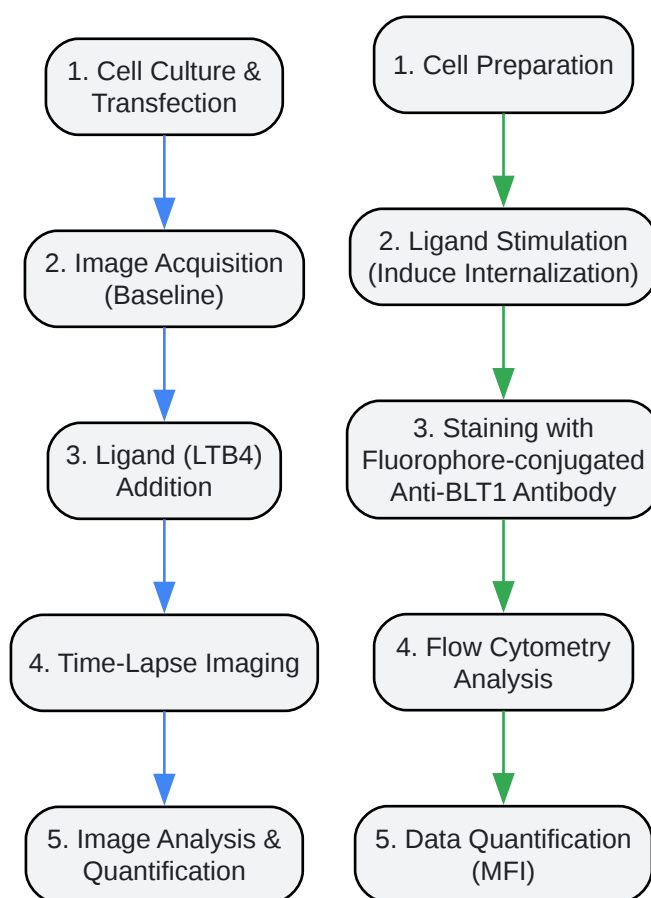 1. Cell Culture &
Transfection
2. Image Acquisition
(Baseline)
3. Ligand (LTB4)
Addition
4. Time-Lapse Imaging
5. Image Analysis &
Quantification
1. Cell Preparation
2. Ligand Stimulation
(Induce Internalization)
3. Staining with
Fluorophore-conjugated
Anti-BLT1 Antibody
4. Flow Cytometry
Analysis
5. Data Quantification
(MFI)